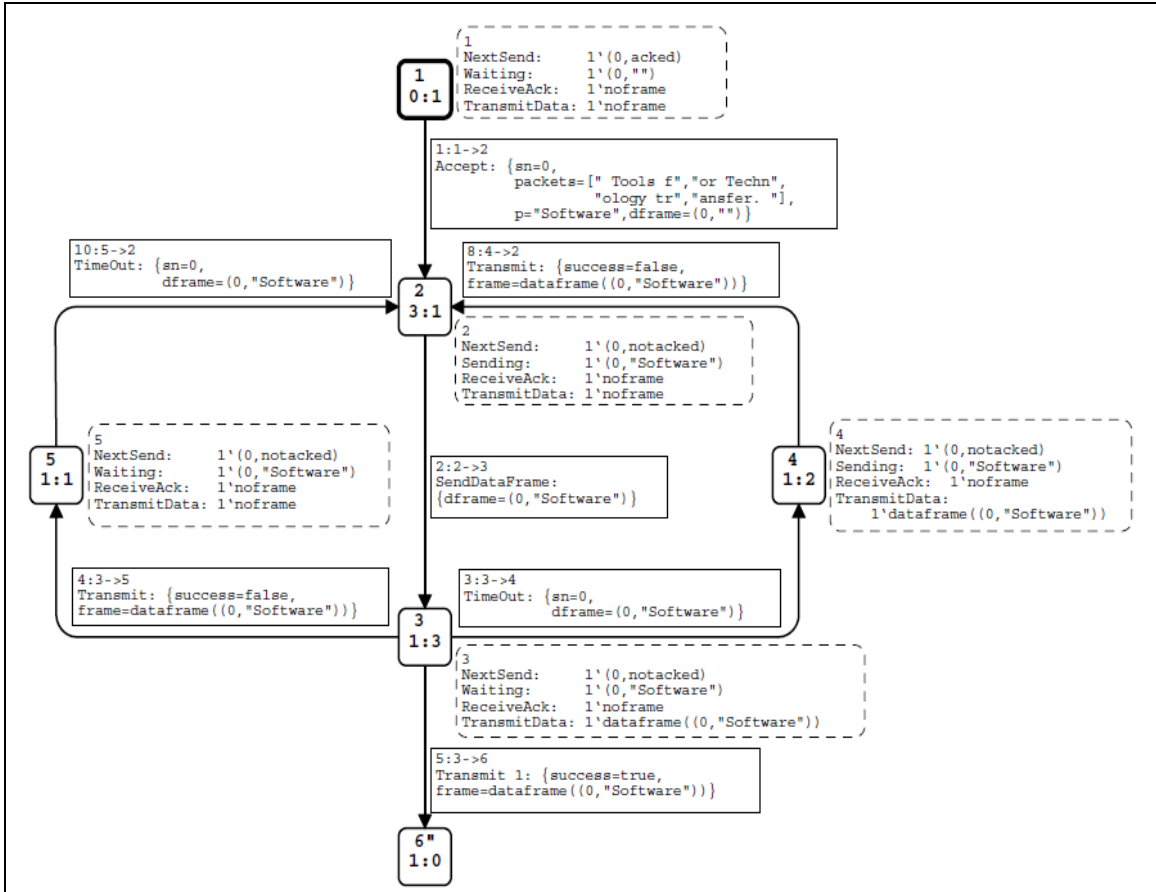 1
0:1
1
NextSend: 1`(0,acked)
Waiting: 1`(0,"")
ReceiveAck: 1`noframe
TransmitData: 1`noframe
1:1->2
Accept: {sn=0,
packets=[" Tools f","or Techn",
"ology tr","ansfer. "],
p="Software",dframe=(0,"")}
10:5->2
TimeOut: {sn=0,
dframe=(0,"Software")}
8:4->2
Transmit: {success=false,
frame=dataframe((0,"Software"))}
2
3:1
2
NextSend: 1`(0,notacked)
Sending: 1`(0,"Software")
ReceiveAck: 1`noframe
TransmitData: 1`noframe
5
1:1
5
NextSend: 1`(0,notacked)
Waiting: 1`(0,"Software")
ReceiveAck: 1`noframe
TransmitData: 1`noframe
2:2->3
SendDataFrame:
{dframe=(0,"Software")}
4
1:2
4
NextSend: 1`(0,notacked)
Sending: 1`(0,"Software")
ReceiveAck: 1`noframe
TransmitData:
1`dataframe((0,"Software"))
4:3->5
Transmit: {success=false,
frame=dataframe((0,"Software"))}
3:3->4
TimeOut: {sn=0,
dframe=(0,"Software")}
3
1:3
3
NextSend: 1`(0,notacked)
Waiting: 1`(0,"Software")
ReceiveAck: 1`noframe
TransmitData: 1`dataframe((0,"Software"))
5:3->6
Transmit 1: {success=true,
frame=dataframe((0,"Software"))}
6"
1:0